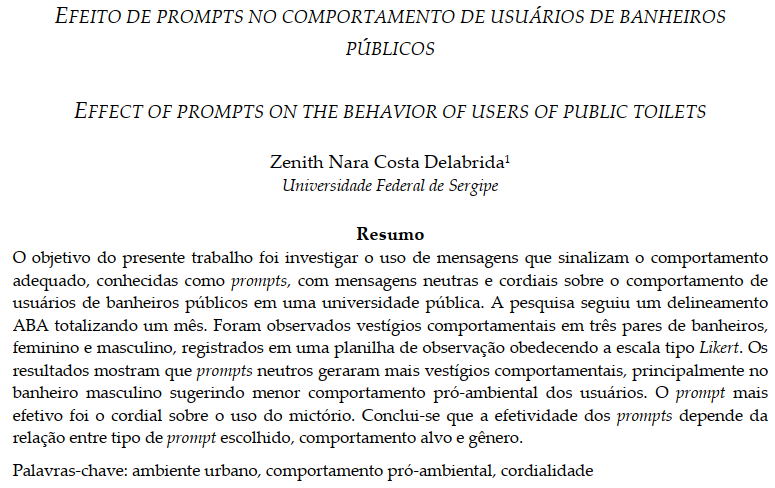 EFEITO DE PROMPTS NO COMPORTAMENTO DE USUÁRIOS DE BANHEIROS
PÚBLICOS
EFFECT OF PROMPTS ON THE BEHAVIOR OF USERS OF PUBLIC TOILETS
Zenith Nara Costa Delabrida¹
Universidade Federal de Sergipe
Resumo
O objetivo do presente trabalho foi investigar o uso de mensagens que sinalizam o comportamento
adequado, conhecidas como prompts, com mensagens neutras e cordiais sobre o comportamento de
usuários de banheiros públicos em uma universidade pública. A pesquisa seguiu um delineamento
ABA totalizando um mês. Foram observados vestígios comportamentais em três pares de banheiros,
feminino e masculino, registrados em uma planilha de observação obedecendo a escala tipo Likert. Os
resultados mostram que prompts neutros geraram mais vestígios comportamentais, principalmente no
banheiro masculino sugerindo menor comportamento pró-ambiental dos usuários. O prompt mais
efetivo foi o cordial sobre o uso do mictório. Conclui-se que a efetividade dos prompts depende da
relação entre tipo de prompt escolhido, comportamento alvo e gênero.
Palavras-chave: ambiente urbano, comportamento pró-ambiental, cordialidade